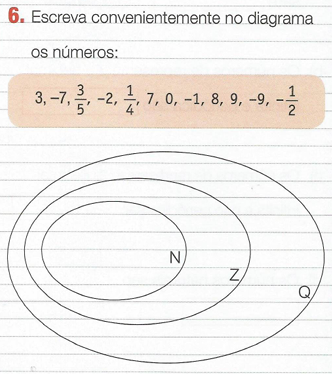 6. Escreva convenientemente no diagrama
os números:
3, –7, 3/5, –2, 1/4, 7, 0, –1, 8, 9, –9, –1/2
N
Z
Q